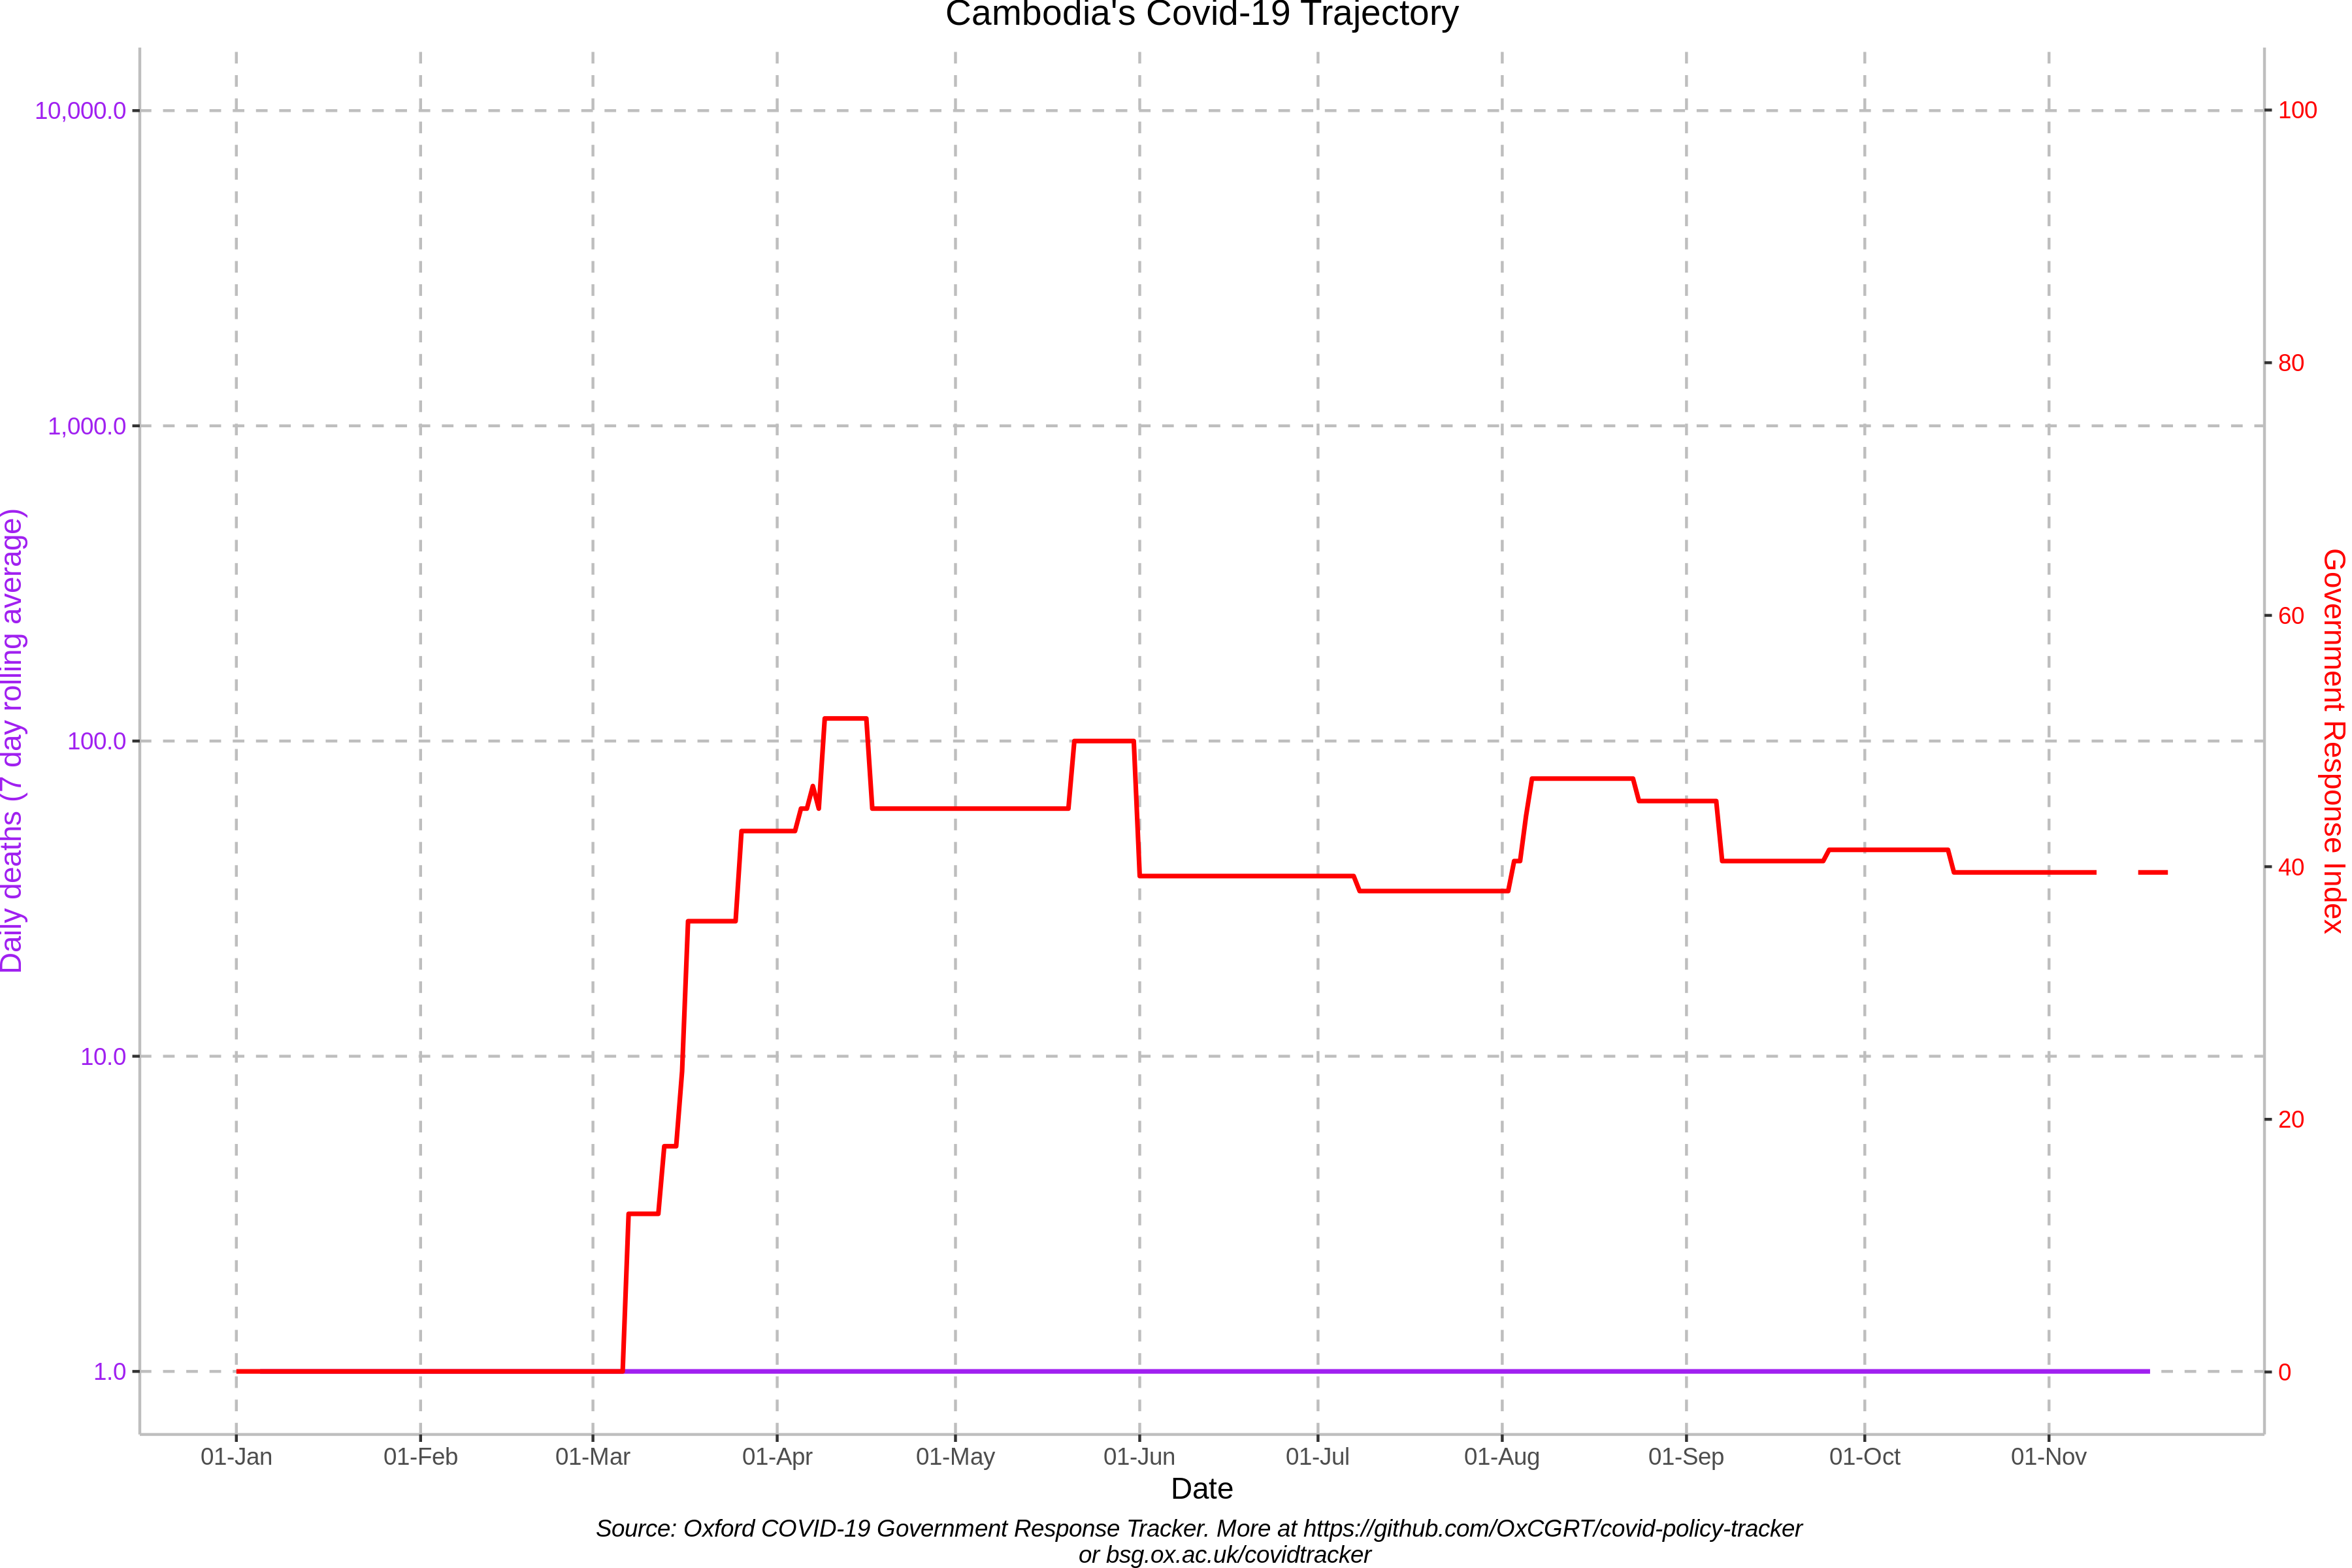 Cambodia's Covid-19 Trajectory
10,000.0
1,000.0
100.0
10.0
1.0
Daily deaths (7 day rolling average)
100
80
60
40
20
0
Government Response Index
01-Jan 01-Feb 01-Mar 01-Apr 01-May 01-Jun 01-Jul 01-Aug 01-Sep 01-Oct 01-Nov
Date
Source: Oxford COVID-19 Government Response Tracker. More at https://github.com/OxCGRT/covid-policy-tracker
or bsg.ox.ac.uk/covidtracker